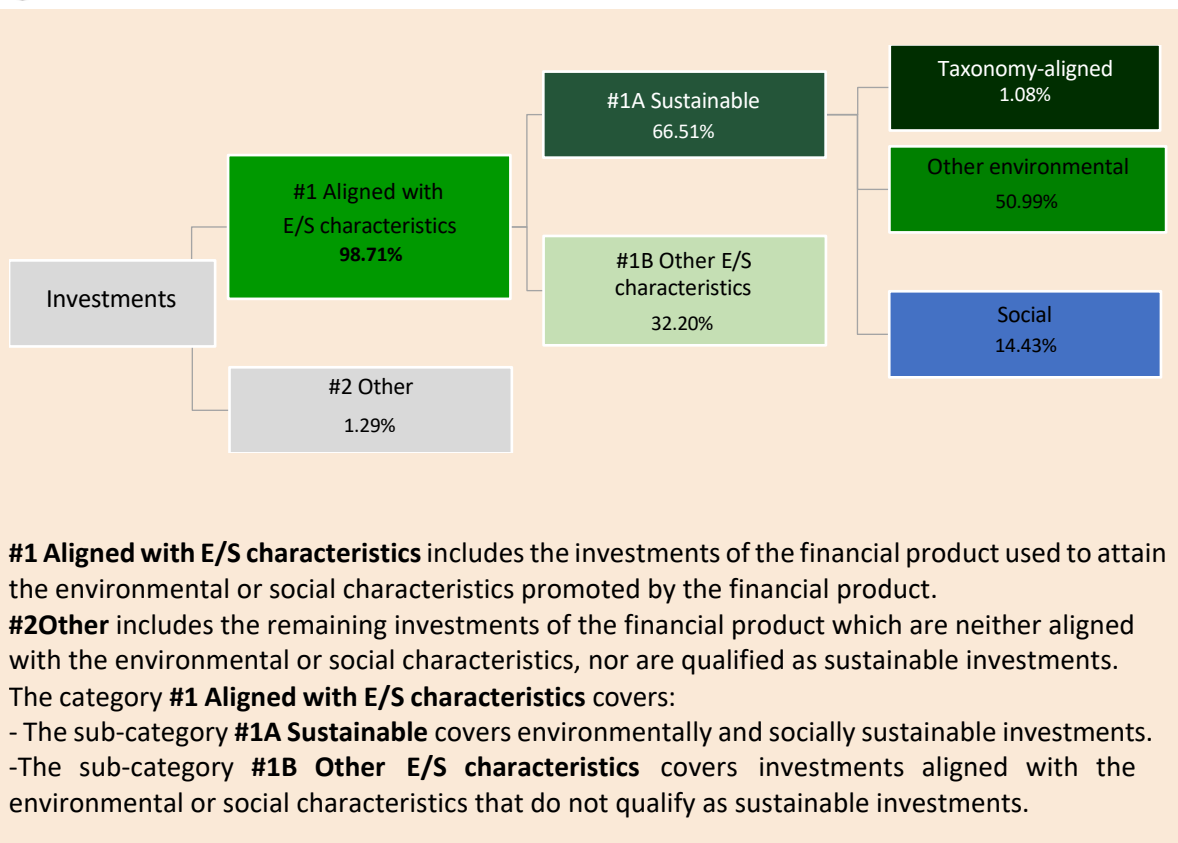 Taxonomy-aligned
1.08%
#1A Sustainable
66.51%
Other environmental
50.99%
#1 Aligned with
E/S characteristics
98.71%
#1B Other E/S
characteristics
32.20%
Investments
Social
14.43%
#2 Other
1.29%
#1 Aligned with E/S characteristics includes the investments of the financial product used to attain
the environmental or social characteristics promoted by the financial product.
#2Other includes the remaining investments of the financial product which are neither aligned
with the environmental or social characteristics, nor are qualified as sustainable investments.
The category #1 Aligned with E/S characteristics covers:
- The sub-category #1A Sustainable covers environmentally and socially sustainable investments.
-The sub-category #1B Other E/S characteristics covers investments aligned with the
environmental or social characteristics that do not qualify as sustainable investments.